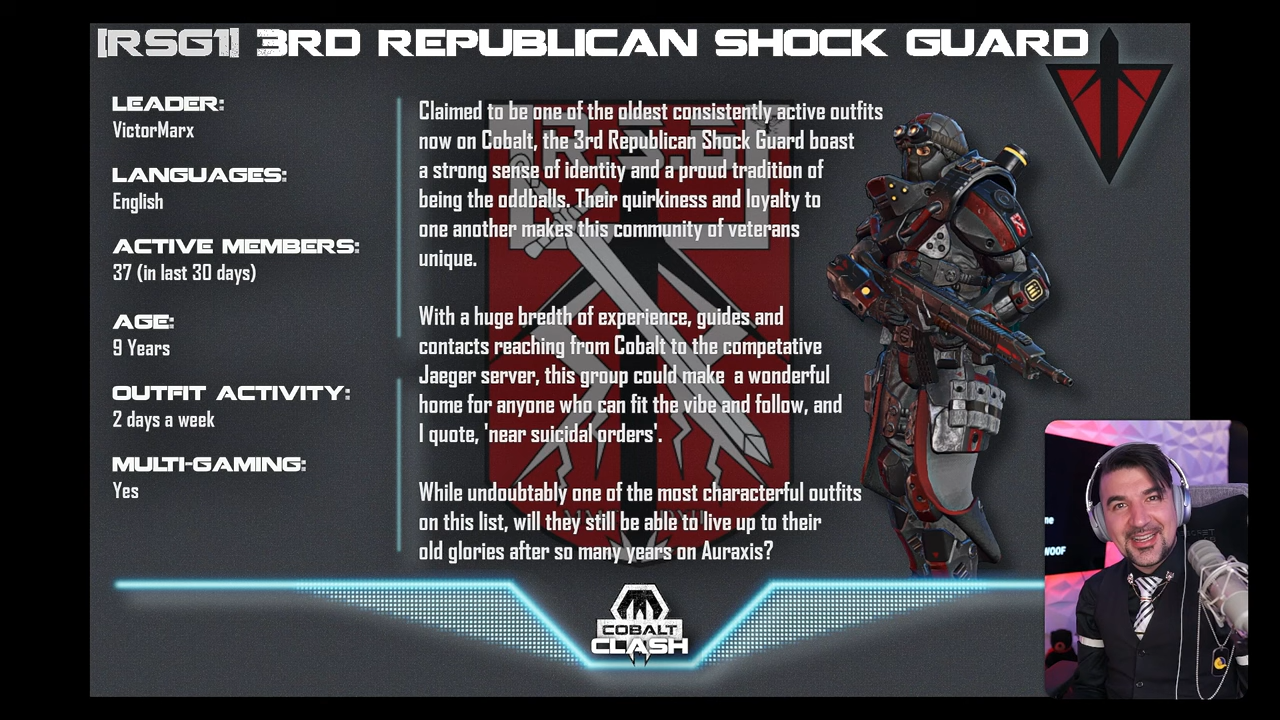 [RSG1] 3RD REPUBLICAN SHOCK GUARD
LEADER:
VictorMarx
LANGUAGES:
English
ACTIVE MEMBERS:
37 (in last 30 days)
AGE:
9 Years
OUTFIT ACTIVITY:
2 days a week
MULTI-GAMING:
Yes
Claimed to be one of the oldest consistently active outfits
now on Cobalt, the 3rd Republican Shock Guard boast
a strong sense of identity and a proud tradition of
being the oddballs. Their quirkiness and loyalty to
one another makes this community of veterans
unique.
With a huge bredth of experience, guides and
contacts reaching from Cobalt to the competative
Jaeger server, this group could make a wonderful
home for anyone who can fit the vibe and follow, and
I quote, 'near suicidal orders'.
While undoubtably one of the most characterful outfits
on this list, will they still be able to live up to their
old glories after so many years on Auraxis?
COBALT
CLASH
R.S.G
WOOF